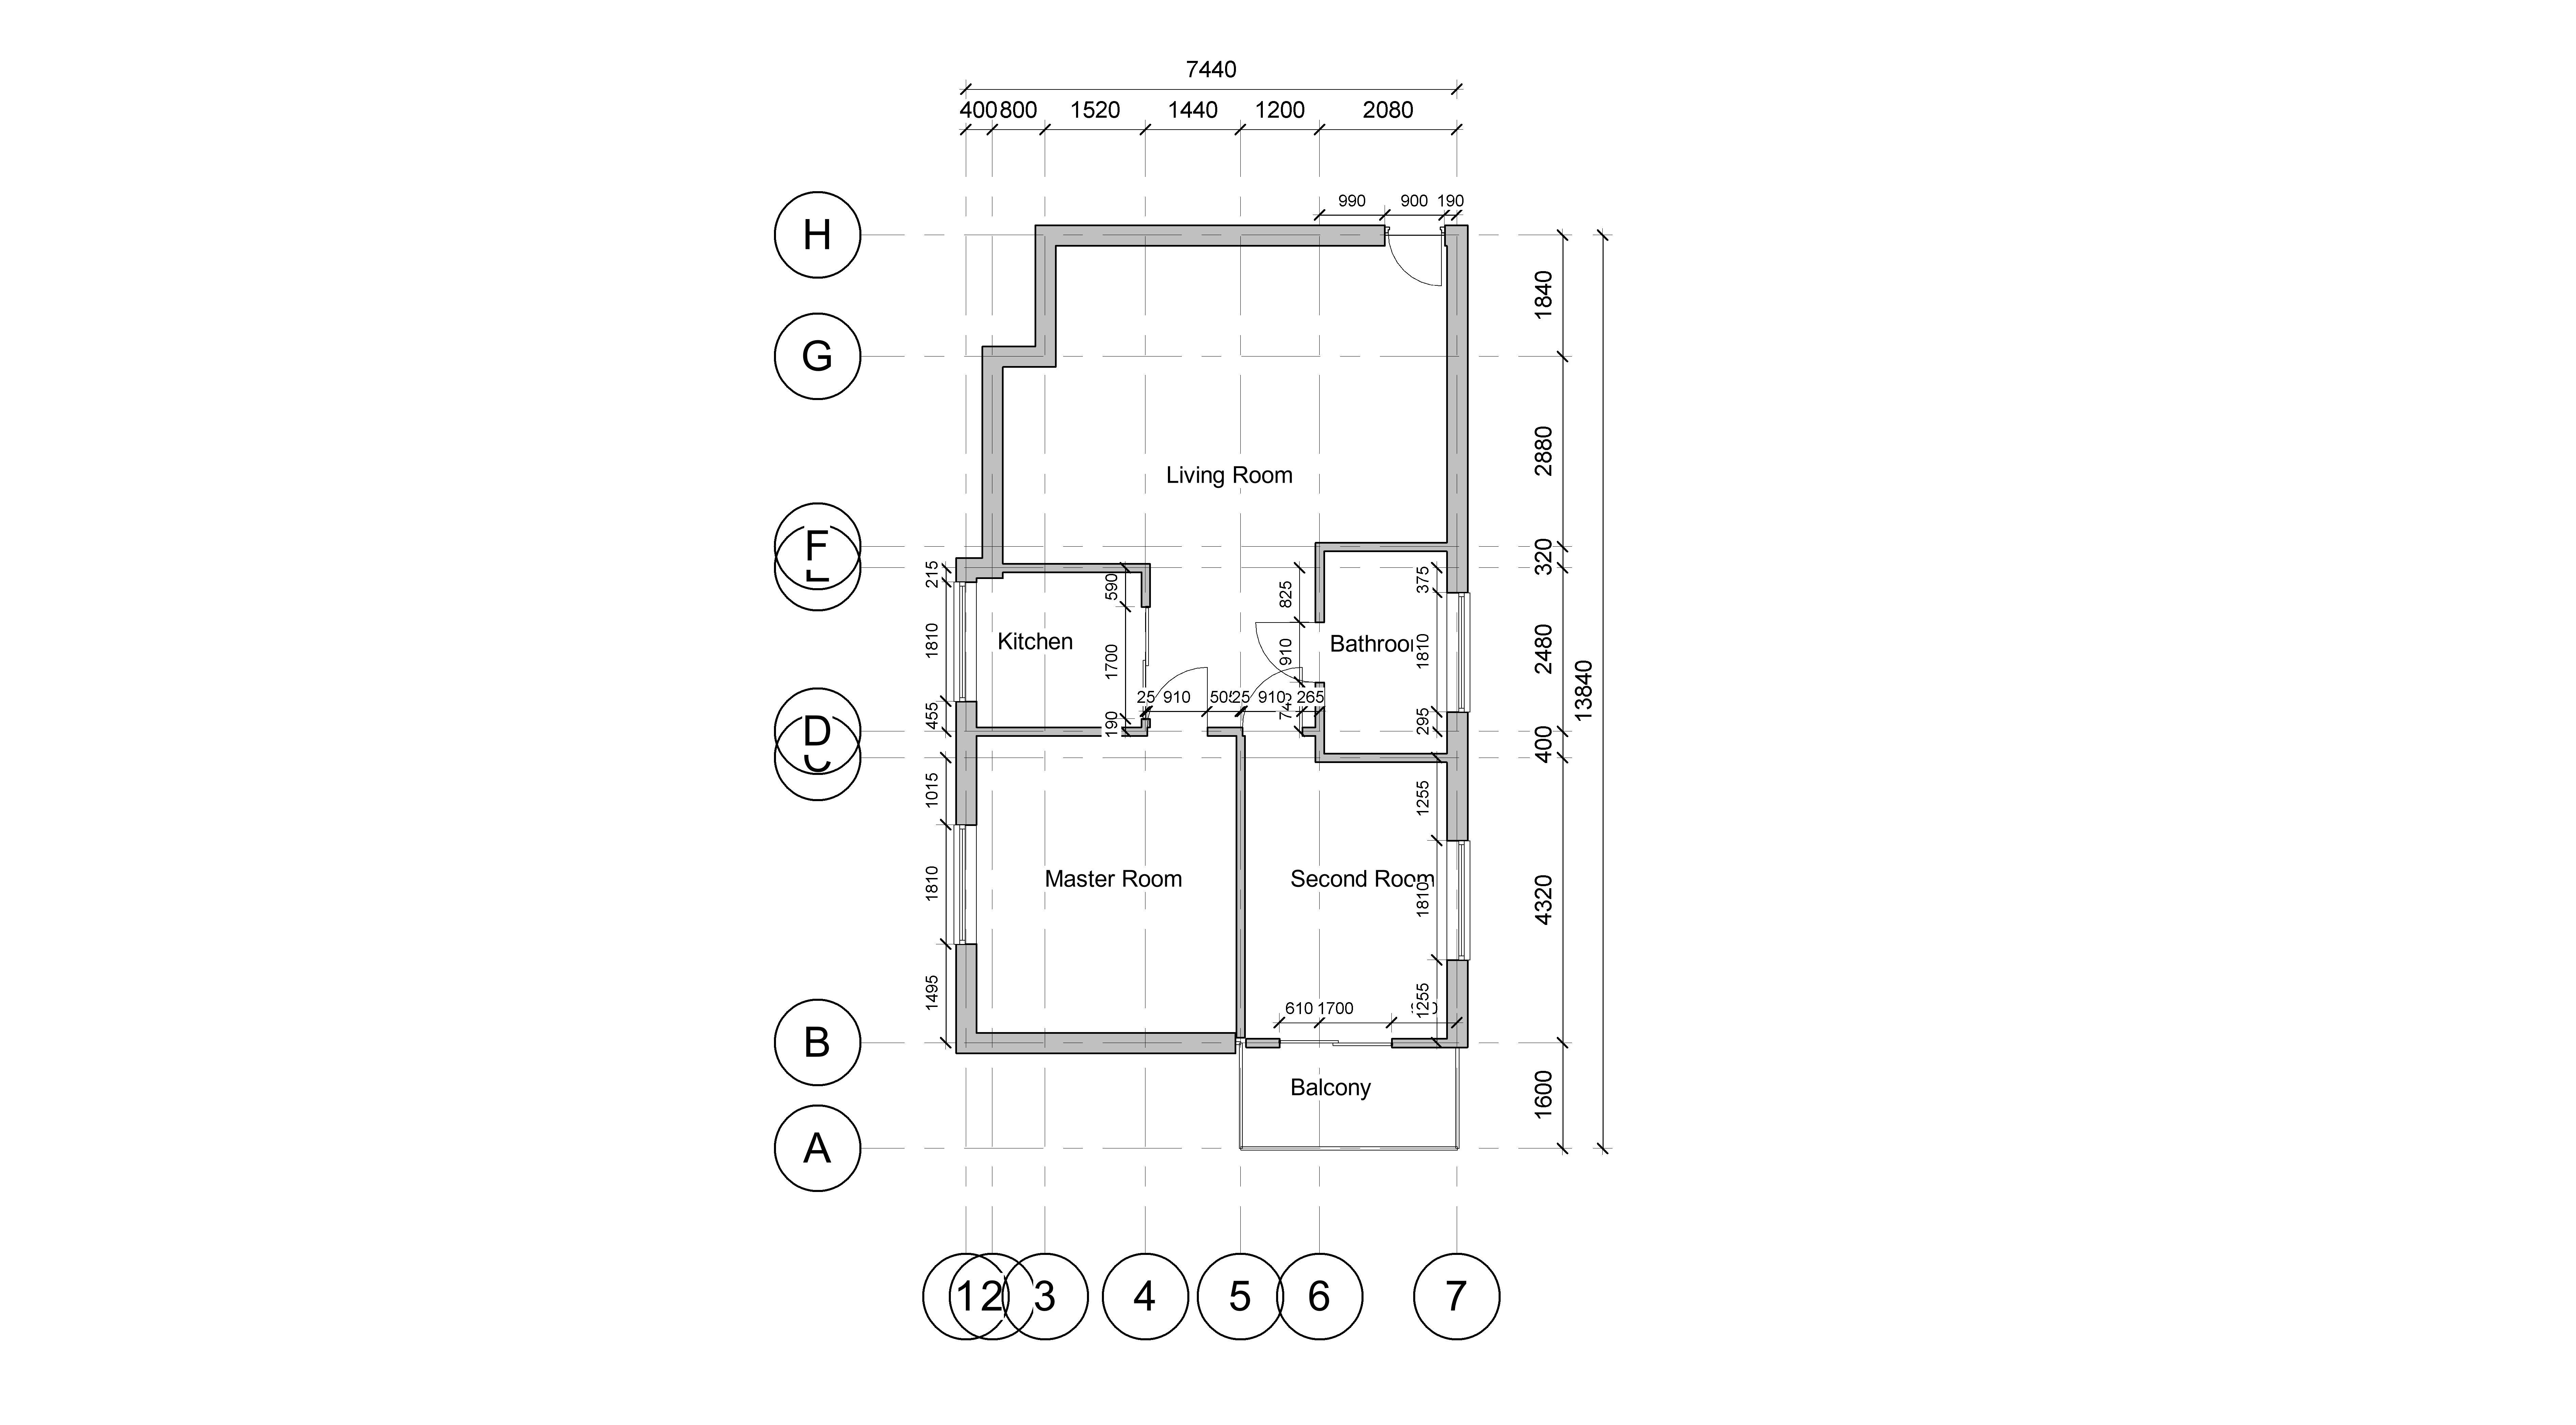 7440
400 800 1520 1440 1200 2080
990 900 190
H
1840
G
2880
Living Room
F
320
215 590 825 375
Kitchen Bathroom
1810 1700 910 1810 2480
13840
25 910 505 25 910 265
455 190 295
D
400
C
1015 1255
Master Room Second Room
1810 1810 4320
1495 1255
610 1700
B
Balcony
1600
A
1 2 3 4 5 6 7